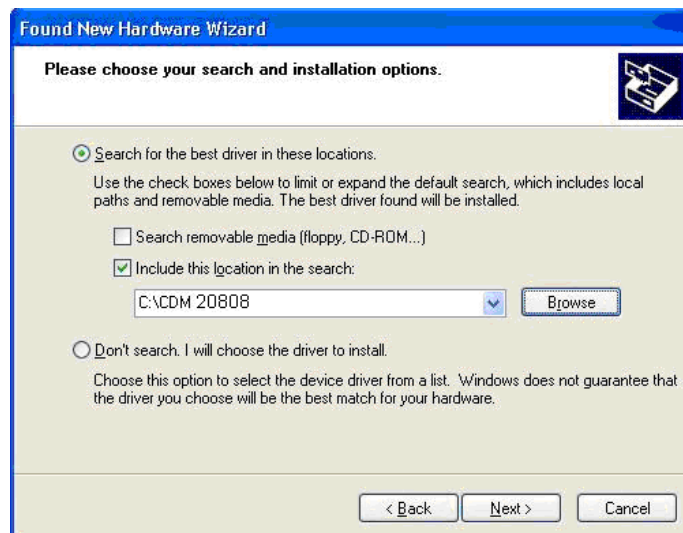 Found New Hardware Wizard
Please choose your search and installation options.
Search for the best driver in these locations.
Use the check boxes below to limit or expand the default search, which includes local
paths and removable media. The best driver found will be installed.
Search removable media (floppy, CD-ROM...)
Include this location in the search:
C:\CDM 20808
Browse
Don't search. I will choose the driver to install.
Choose this option to select the device driver from a list. Windows does not guarantee that
the driver you choose will be the best match for your hardware.
< Back
Next >
Cancel